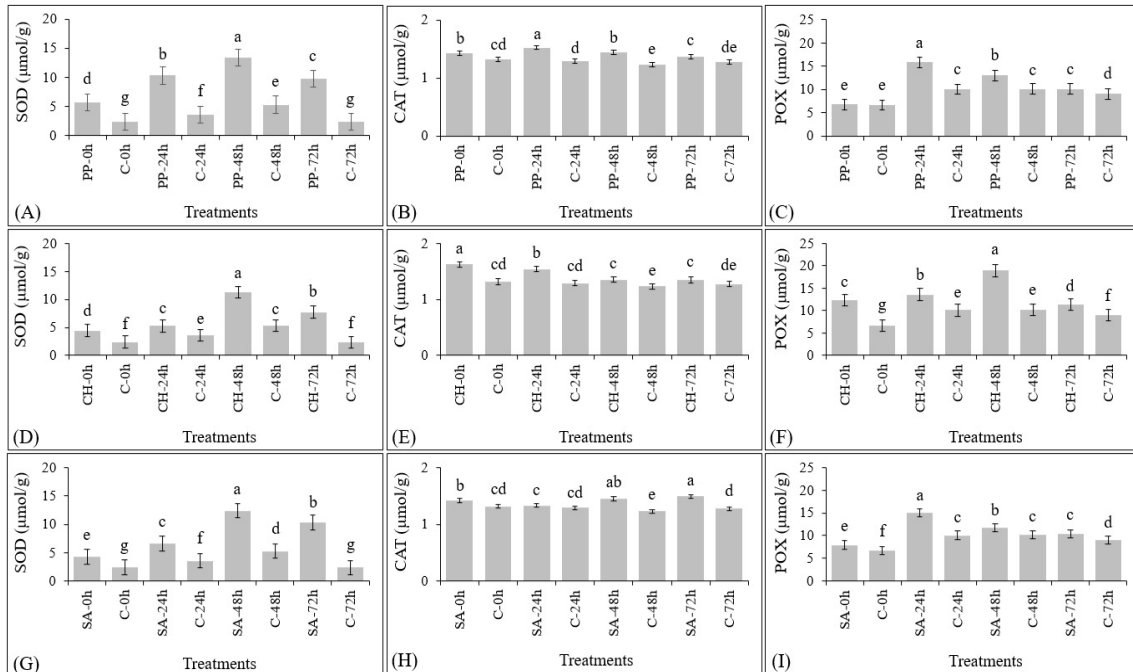 SOD (μmol/g)
20
15
10
5
0
d g b f a e c g
PP-0h C-0h PP-24h C-24h PP-48h C-48h PP-72h C-72h
(A) Treatments
CAT (μmol/g)
2
1
0
b cd a d b e c de
PP-0h C-0h PP-24h C-24h PP-48h C-48h PP-72h C-72h
(B) Treatments
POX (μmol/g)
25
20
15
10
5
0
e e a c b c c d
PP-0h C-0h PP-24h C-24h PP-48h C-48h PP-72h C-72h
(C) Treatments
SOD (μmol/g)
20
15
10
5
0
d f c e a c b f
CH-0h C-0h CH-24h C-24h CH-48h C-48h CH-72h C-72h
(D) Treatments
CAT (μmol/g)
2
1
0
a cd b cd c e c de
CH-0h C-0h CH-24h C-24h CH-48h C-48h CH-72h C-72h
(E) Treatments
POX (μmol/g)
25
20
15
10
5
0
c g b e a e d f
CH-0h C-0h CH-24h C-24h CH-48h C-48h CH-72h C-72h
(F) Treatments
SOD (μmol/g)
20
15
10
5
0
e g c f a d b g
SA-0h C-0h SA-24h C-24h SA-48h C-48h SA-72h C-72h
(G) Treatments
CAT (μmol/g)
2
1
0
b cd c cd ab e a d
SA-0h C-0h SA-24h C-24h SA-48h C-48h SA-72h C-72h
(H) Treatments
POX (μmol/g)
25
20
15
10
5
0
e f a c b c c d
SA-0h C-0h SA-24h C-24h SA-48h C-48h SA-72h C-72h
(I) Treatments